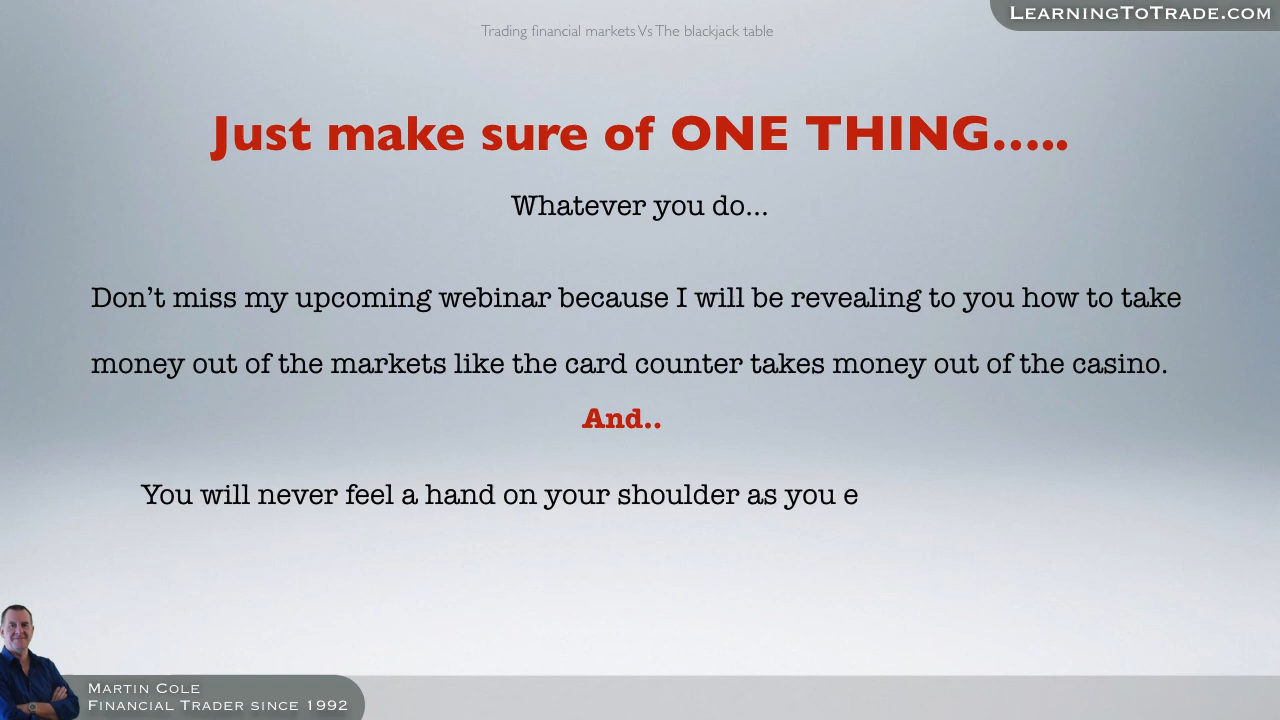 LearningToTrade.com
Trading financial markets Vs The blackjack table
Just make sure of ONE THING.....
Whatever you do...
Don’t miss my upcoming webinar because I will be revealing to you how to take
money out of the markets like the card counter takes money out of the casino.
And..
You will never feel a hand on your shoulder as you e
Martin Cole
Financial Trader since 1992